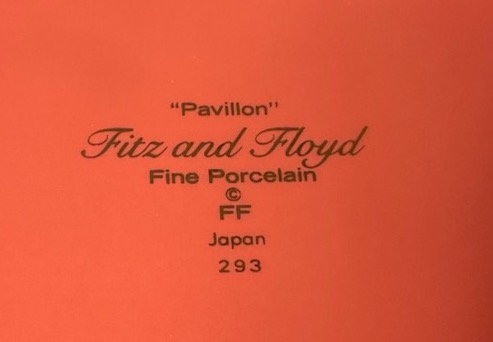 "Pavillon"
Fitz and Floyd
Fine Porcelain
©
FF
Japan
293